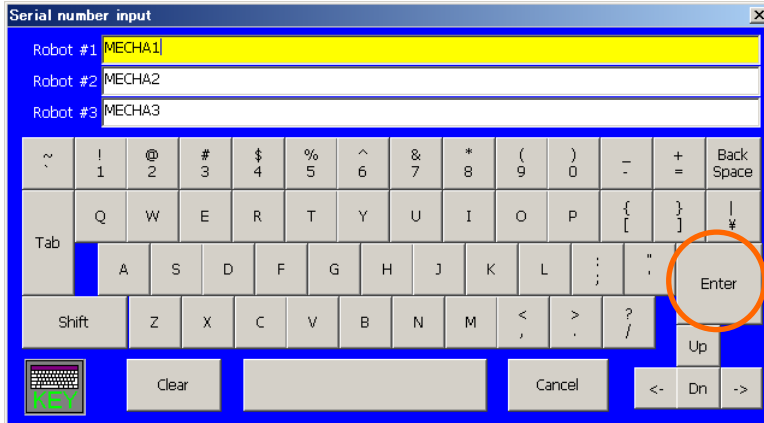 Serial number input X
Robot #1 MECHA1
Robot #2 MECHA2
Robot #3 MECHA3
~ ! @ # $ % ^ & * ( ) _ + Back
` 1 2 3 4 5 6 7 8 9 0 - = Space
Tab Q W E R T Y U I O P { [ } ] | ¥
A S D F G H J K L : ; " ' Enter
Shift Z X C V B N M < , > . ? / Up
KEY Clear Cancel <- Dn ->